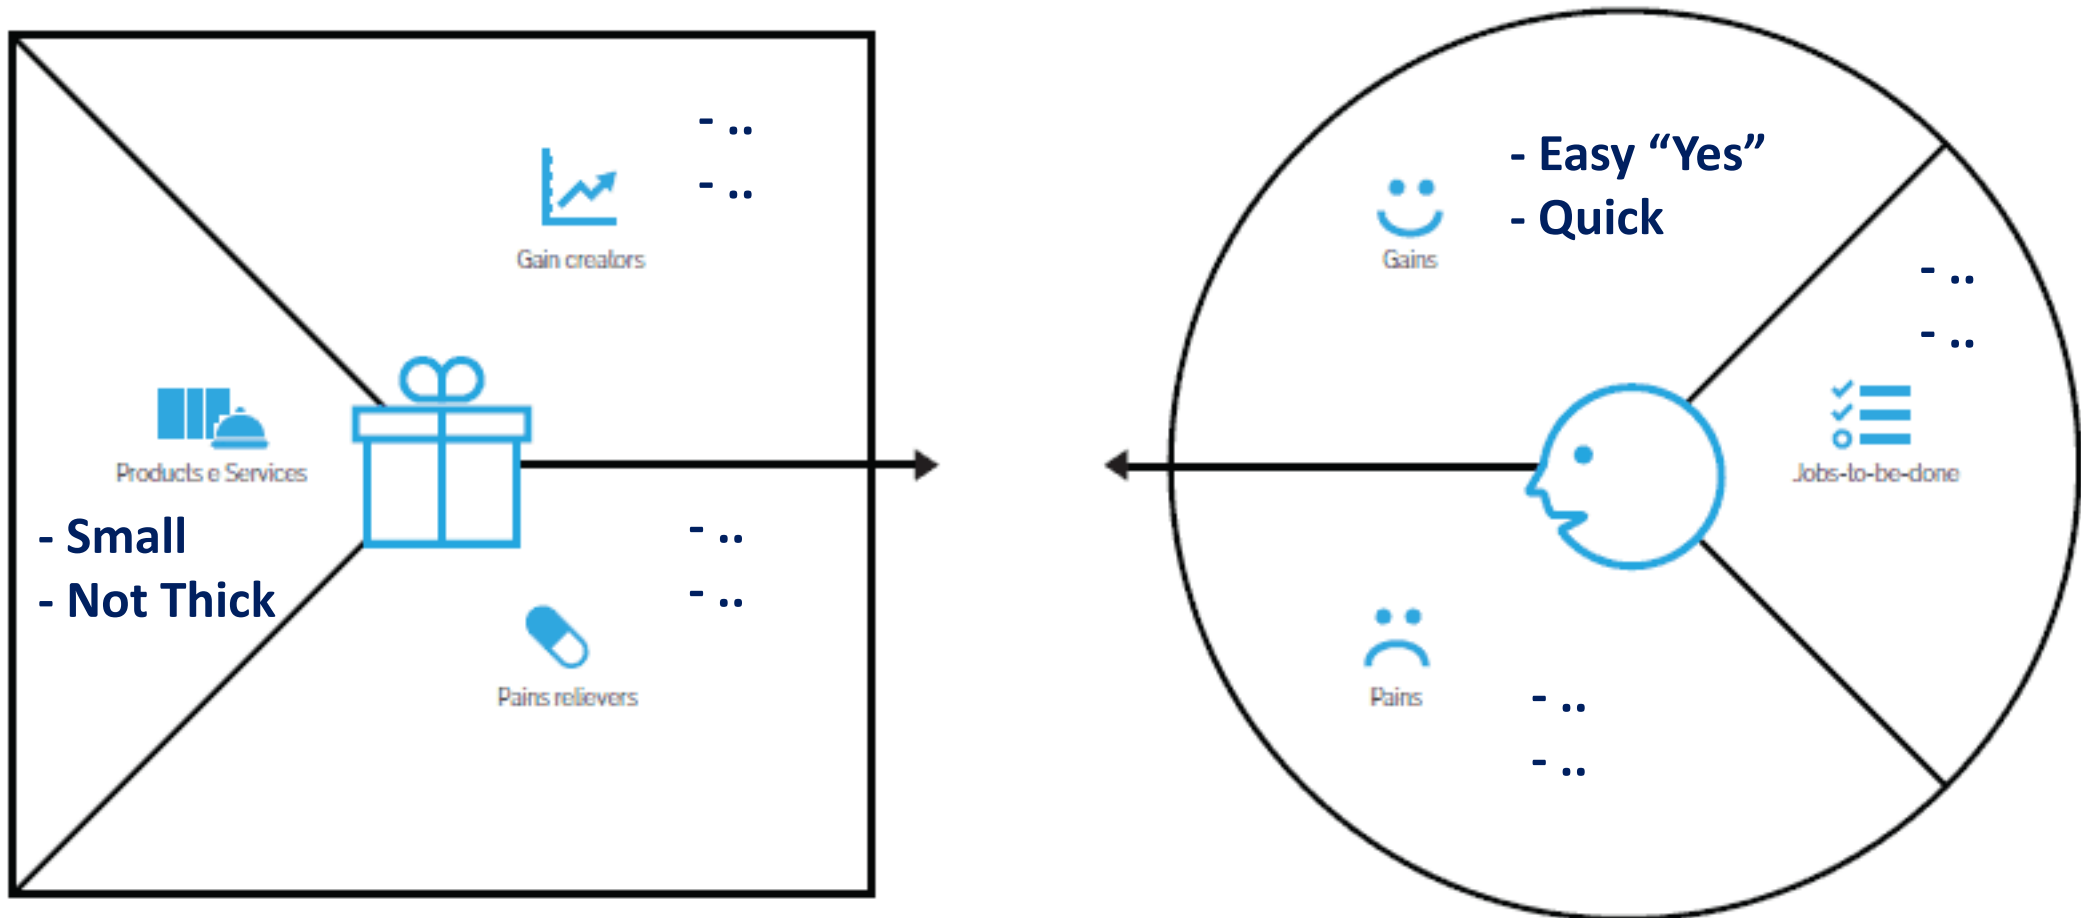 - ..
- ..
Gain creators
Products e Services
- Small
- Not Thick
- ..
- ..
Pains relievers
- Easy “Yes”
- Quick
Gains
- ..
- ..
Jobs-to-be-done
Pains
- ..
- ..